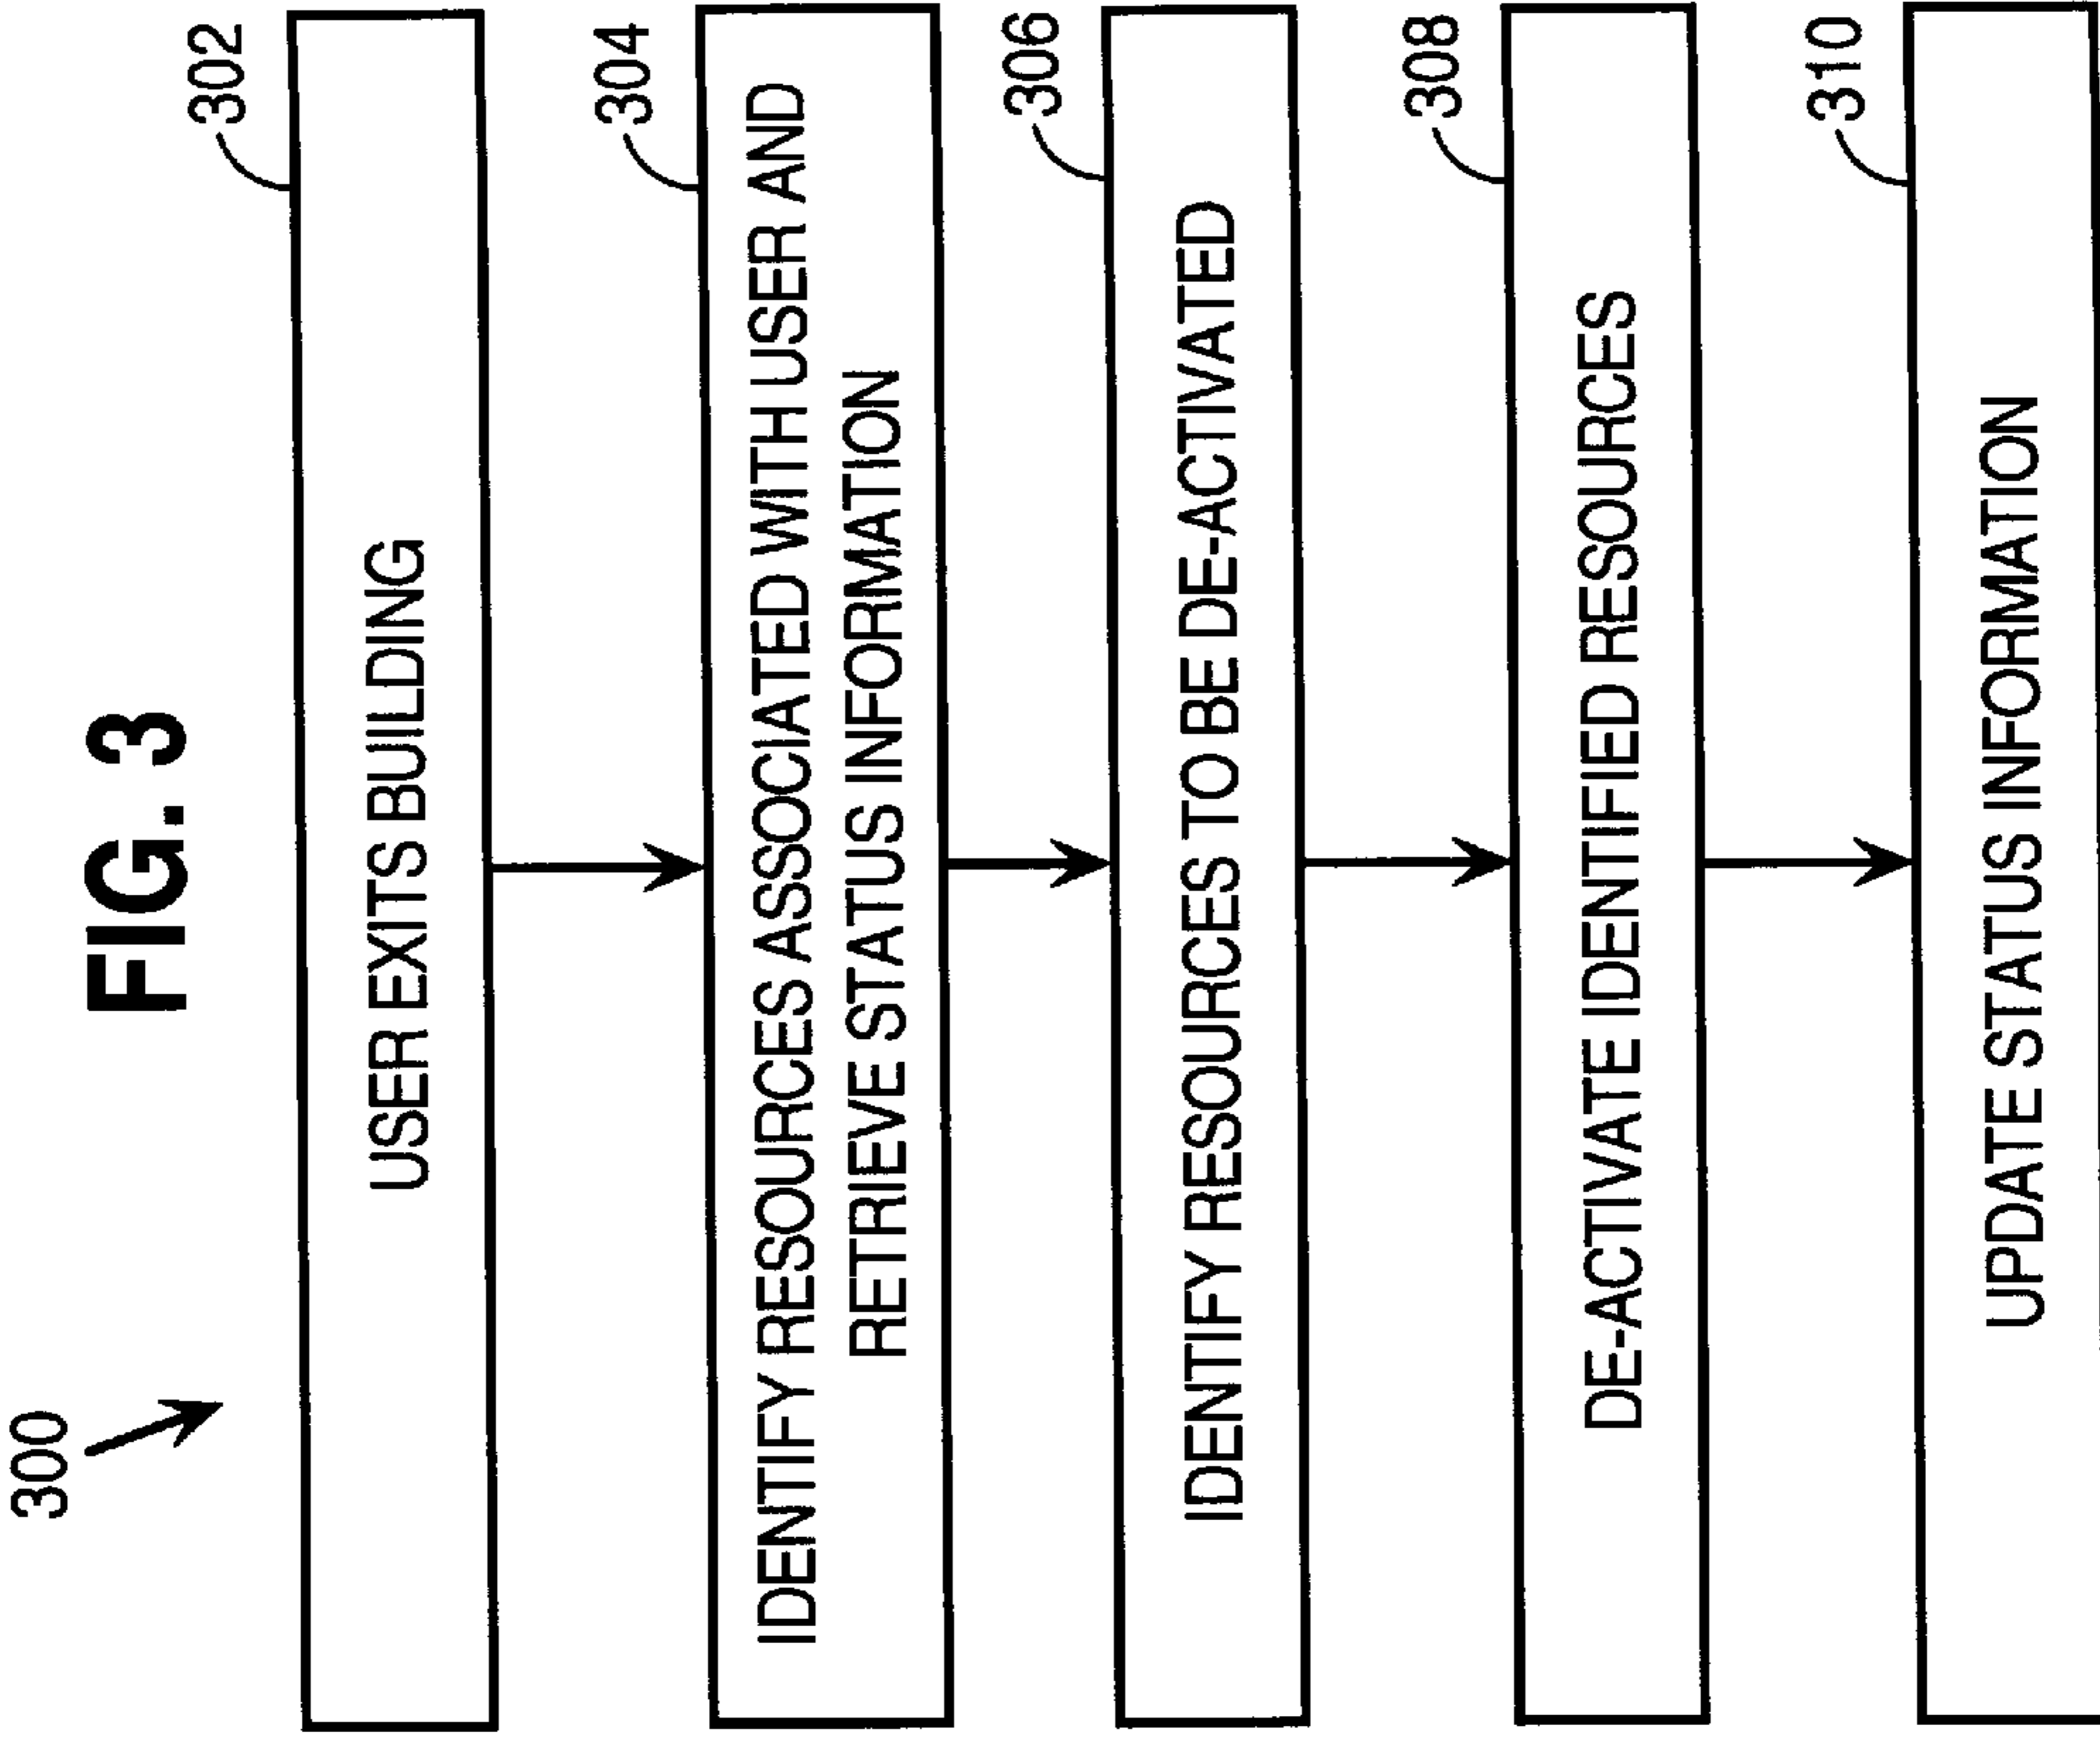 FIG. 3
300
302
USER EXITS BUILDING
304
IDENTIFY RESOURCES ASSOCIATED WITH USER AND
RETRIEVE STATUS INFORMATION
306
IDENTIFY RESOURCES TO BE DE-ACTIVATED
308
DE-ACTIVATE IDENTIFIED RESOURCES
310
UPDATE STATUS INFORMATION